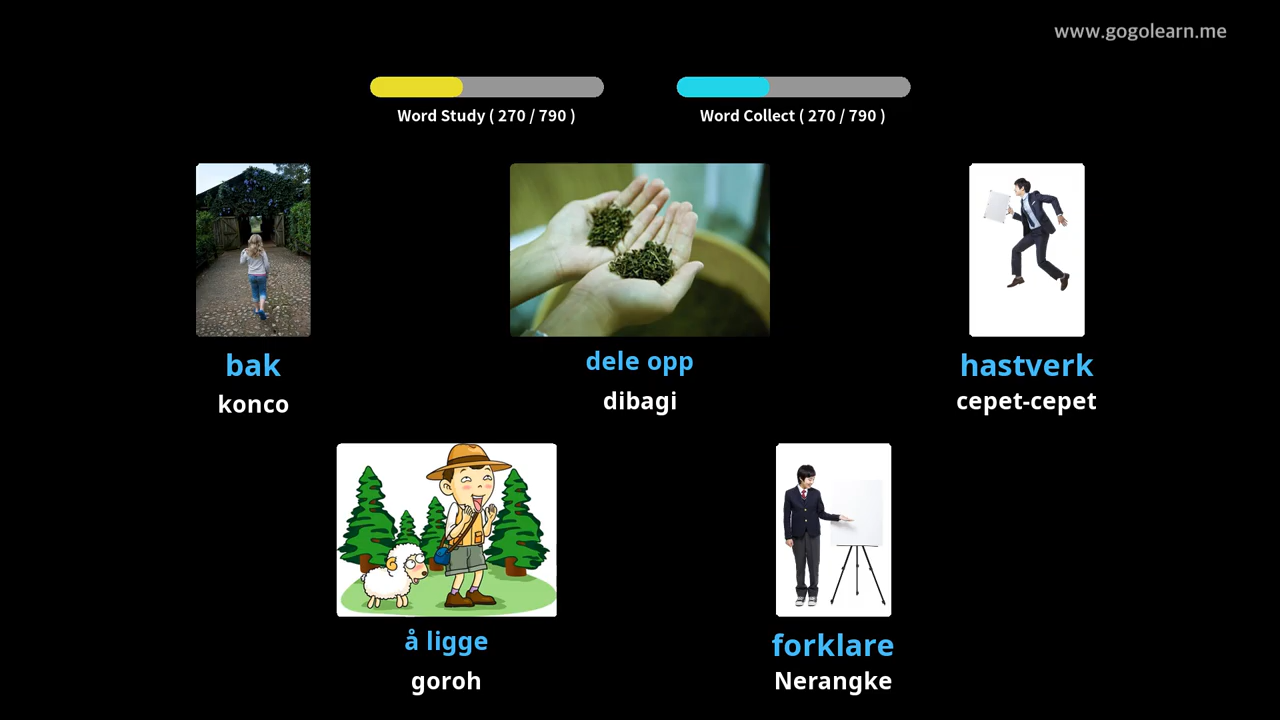 www.gogolearn.me
Word Study ( 270 / 790 )
Word Collect ( 270 / 790 )
bak
konco
dele opp
dibagi
hastverk
cepet-cepet
å ligge
goroh
forklare
Nerangke